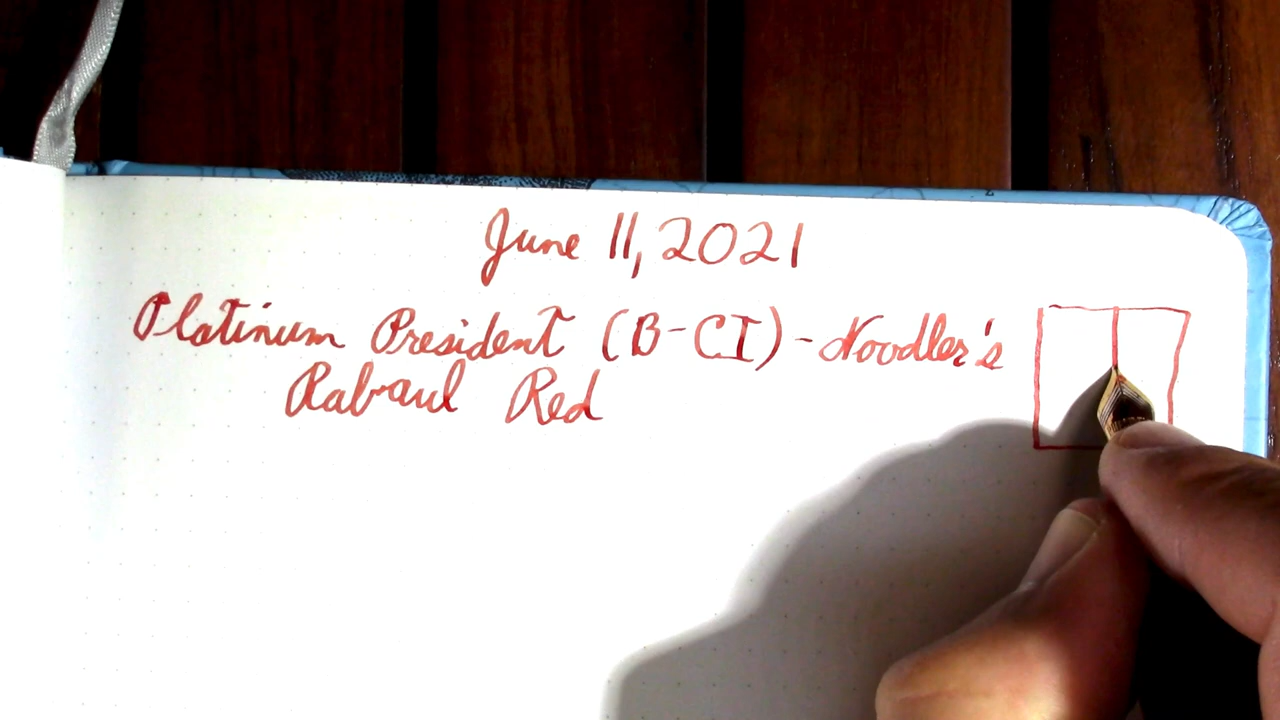 June 11, 2021
Platinum President (B-CI) - Noodler's
Rabaul Red